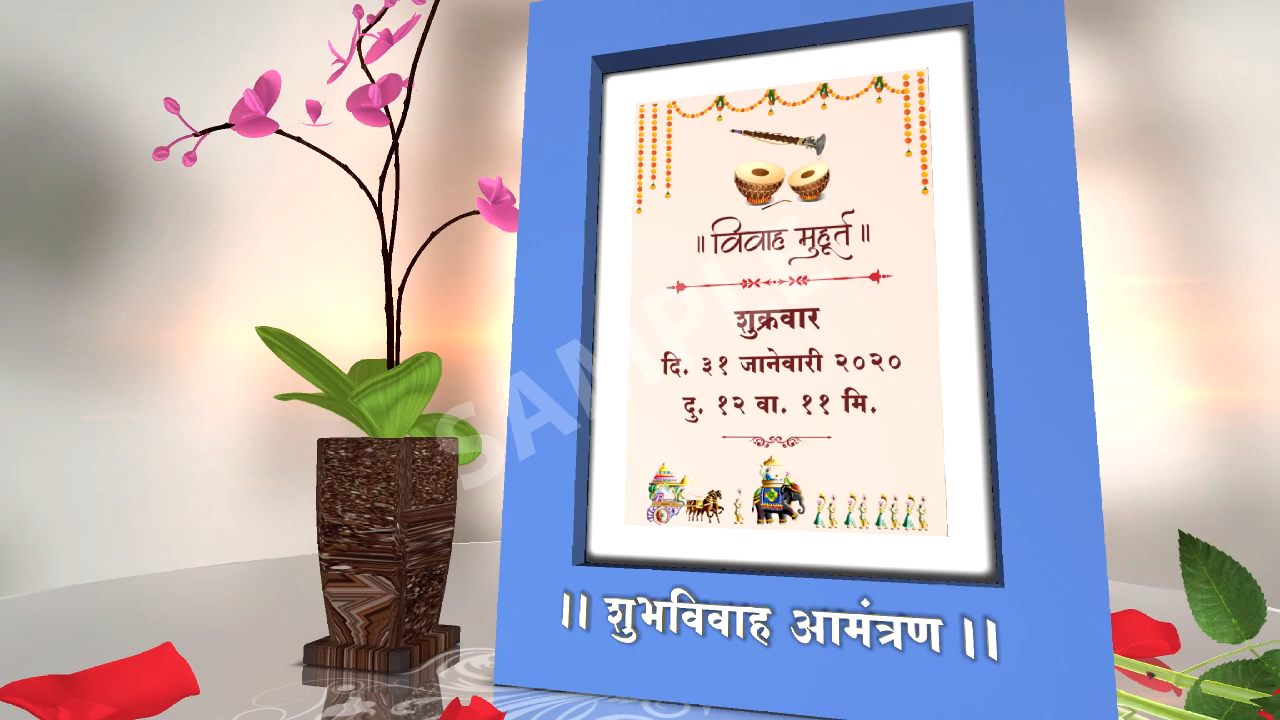 ॥ विवाह मुहूर्त ॥
शुक्रवार
दि. ३१ जानेवारी २०२०
दु. १२ वा. ११ मि.
।। शुभविवाह आमंत्रण ।।
SAMPLE